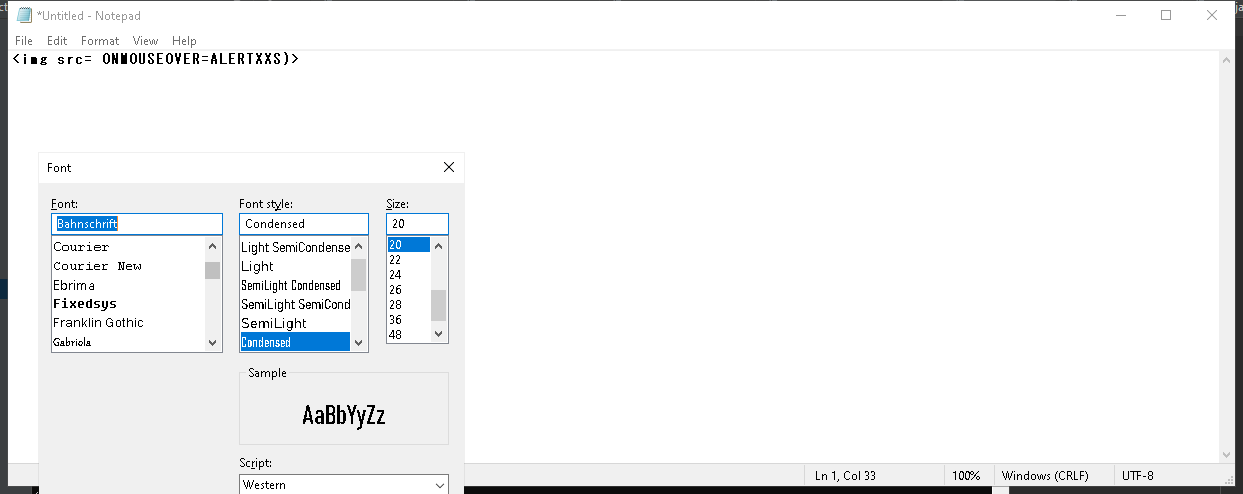 *Untitled - Notepad
File Edit Format View Help
<img src= ONMOUSEOVER=ALERTXXS)>
Font
Font: Font style: Size:
Bahnschrift Condensed 20
Courier Light SemiCondense 20
Courier New Light 22
Ebrima SemiLight Condensed 24
Fixedsys SemiLight SemiCond 26
Franklin Gothic SemiLight 28
Gabriola Condensed 36
48
Sample
AaBbYyZz
Script:
Western
Ln 1, Col 33 100% Windows (CRLF) UTF-8